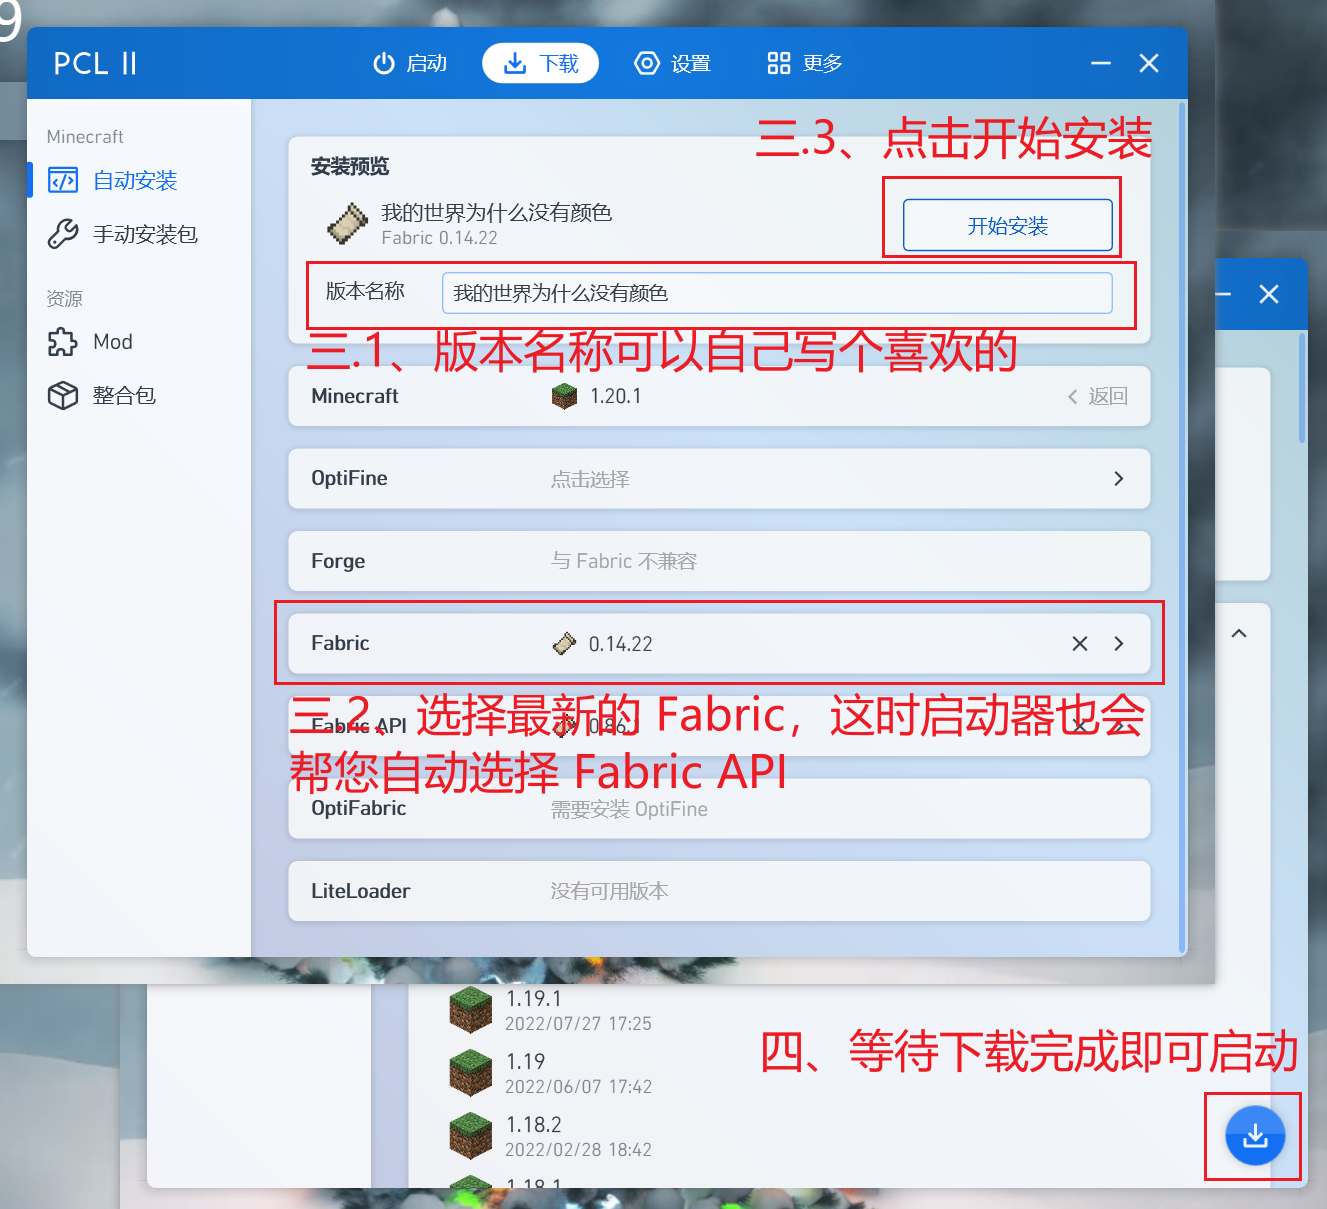 9
PCL II
启动
下载
设置
更多
Minecraft
自动安装
手动安装包
资源
Mod
整合包
三.3、点击开始安装
安装预览
我的世界为什么没有颜色
Fabric 0.14.22
开始安装
版本名称
我的世界为什么没有颜色
三.1、版本名称可以自己写个喜欢的
Minecraft
1.20.1
返回
OptiFine
点击选择
Forge
与 Fabric 不兼容
Fabric
0.14.22
三.2、选择最新的 Fabric，这时启动器也会
帮您自动选择 Fabric API
Fabric API
0.86.1
OptiFabric
需要安装 OptiFine
LiteLoader
没有可用版本
1.19.1
2022/07/27 17:25
1.19
2022/06/07 17:42
1.18.2
2022/02/28 18:42
1.18.1
四、等待下载完成即可启动